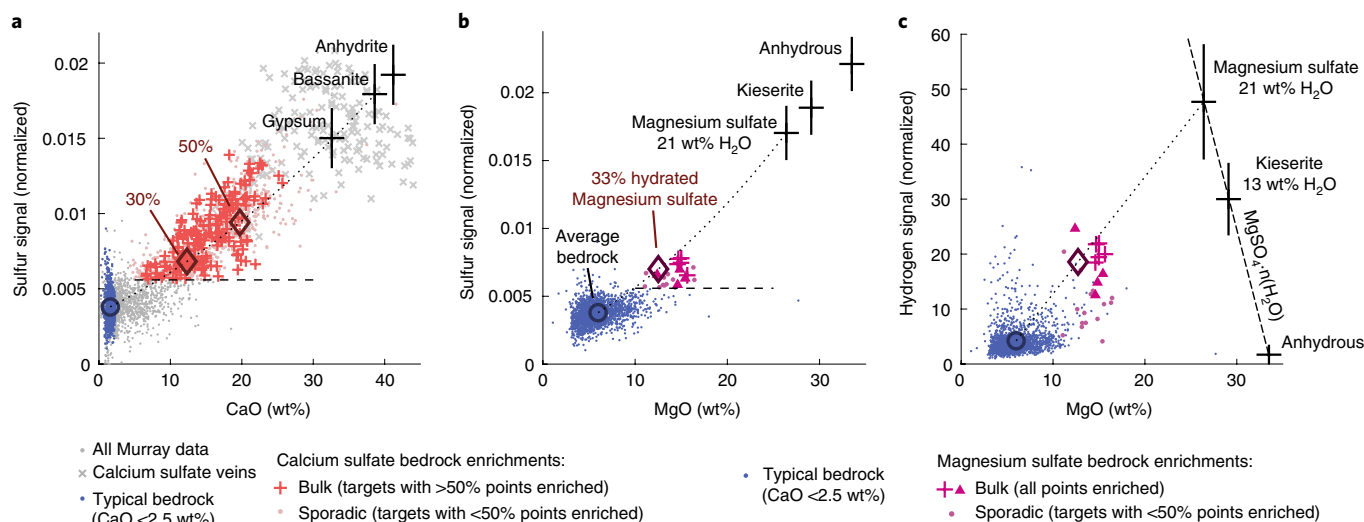 a
Sulfur signal (normalized)
0.02
0.015
0.01
0.005
0
0
10
20
30
40
CaO (wt%)
Anhydrite
Bassanite
Gypsum
50%
30%
b
Sulfur signal (normalized)
0.02
0.015
0.01
0.005
0
0
10
20
30
MgO (wt%)
Anhydrous
Kieserite
Magnesium sulfate
21 wt% H₂O
33% hydrated
Magnesium sulfate
Average
bedrock
c
Hydrogen signal (normalized)
60
50
40
30
20
10
0
0
10
20
30
MgO (wt%)
Magnesium sulfate
21 wt% H₂O
Kieserite
13 wt% H₂O
MgSO₄·n(H₂O)
Anhydrous
All Murray data
Calcium sulfate veins
Typical bedrock
(CaO <2.5 wt%)
Calcium sulfate bedrock enrichments:
Bulk (targets with >50% points enriched)
Sporadic (targets with <50% points enriched)
Typical bedrock
(CaO <2.5 wt%)
Magnesium sulfate bedrock enrichments:
Bulk (all points enriched)
Sporadic (targets with <50% points enriched)